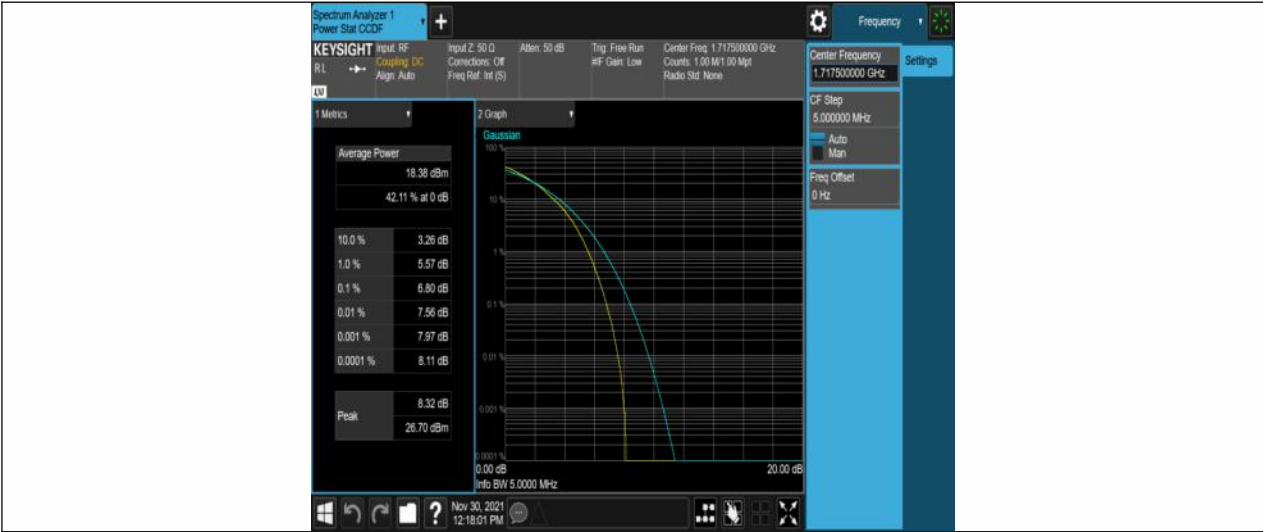 Spectrum Analyzer 1
Power Stat CCDF
Frequency
KEYSIGHT
RL
LW
Input: RF
Coupling: DC
Align: Auto
Input Z: 50 Ω
Corrections: Off
Freq Ref: Int (S)
Atten: 50 dB
Trig: Free Run
#IF Gain: Low
Center Freq: 1.717500000 GHz
Counts: 1.00 M/1.00 Mpt
Radio Std: None
Center Frequency
1.717500000 GHz
Settings
CF Step
5.000000 MHz
Auto
Man
Freq Offset
0 Hz
1 Metrics
Average Power
18.38 dBm
42.11 % at 0 dB
10.0 % 3.26 dB
1.0 % 5.57 dB
0.1 % 6.80 dB
0.01 % 7.56 dB
0.001 % 7.97 dB
0.0001 % 8.11 dB
Peak
8.32 dB
26.70 dBm
2 Graph
Gaussian
100 %
10 %
1 %
0.1 %
0.01 %
0.001 %
0.0001 %
0.00 dB 20.00 dB
Info BW 5.0000 MHz
?
Nov 30, 2021
12:18:01 PM